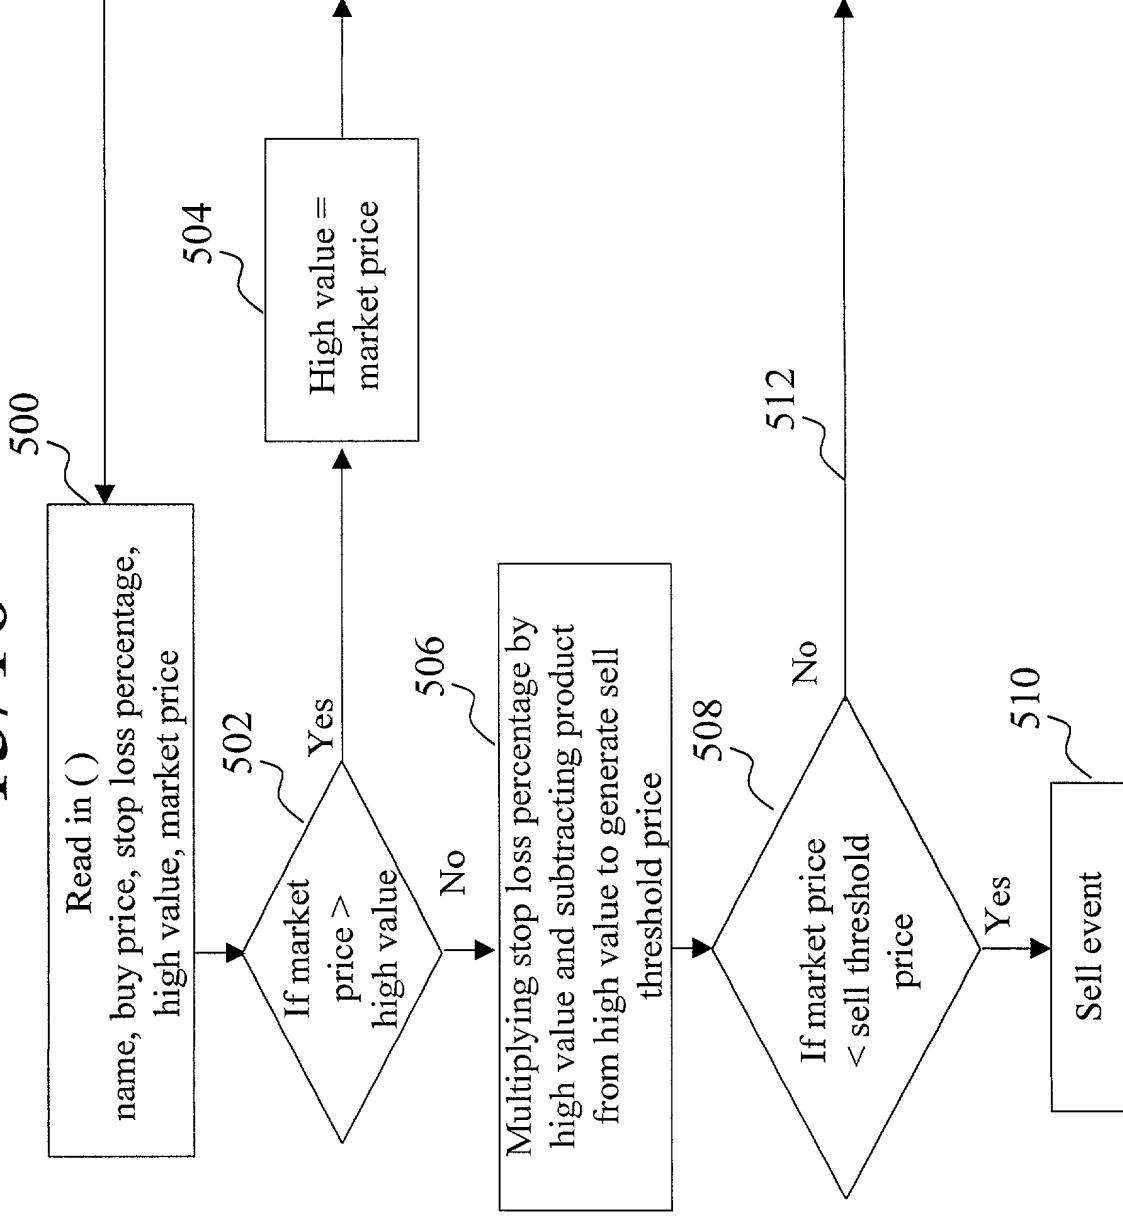 500
Read in ( )
name, buy price, stop loss percentage,
high value, market price
502
If market
price >
high value
Yes
No
504
High value =
market price
506
Multiplying stop loss percentage by
high value and subtracting product
from high value to generate sell
threshold price
508
If market price
< sell threshold
price
No
512
Yes
510
Sell event